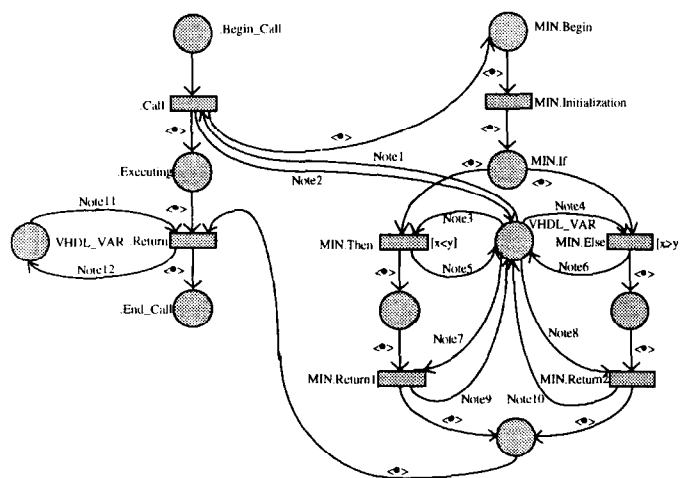 .Begin_Call
MIN.Begin
<•>
<•>
.Call
MIN.Initialization
<•>
<•>
<•>
Note1
Note2
MIN.If
.Executing
<•>
<•>
Note11
<•>
Note3
Note4
VHDL_VAR
.Return
VHDL_VAR
MIN.Then
[x<y]
MIN.Else
[x>y
Note12
Note5
Note6
<•>
<•>
<•>
.End_Call
Note7
Note8
<•>
<•>
MIN.Return1
MIN.Return2
Note9
Note10
<•>
<•>
<•>